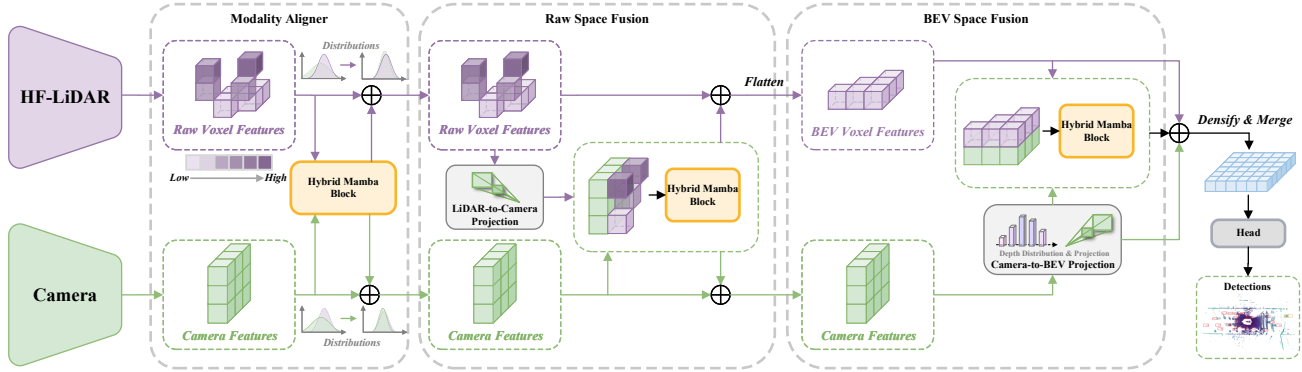 Modality Aligner
Raw Space Fusion
BEV Space Fusion
HF-LiDAR
Raw Voxel Features
Distributions
Low
High
Hybrid Mamba
Block
Camera
Camera Features
Distributions
Raw Voxel Features
LiDAR-to-Camera
Projection
Hybrid Mamba
Block
Camera Features
Flatten
BEV Voxel Features
Hybrid Mamba
Block
Depth Distribution & Projection
Camera-to-BEV Projection
Camera Features
Densify & Merge
Head
Detections